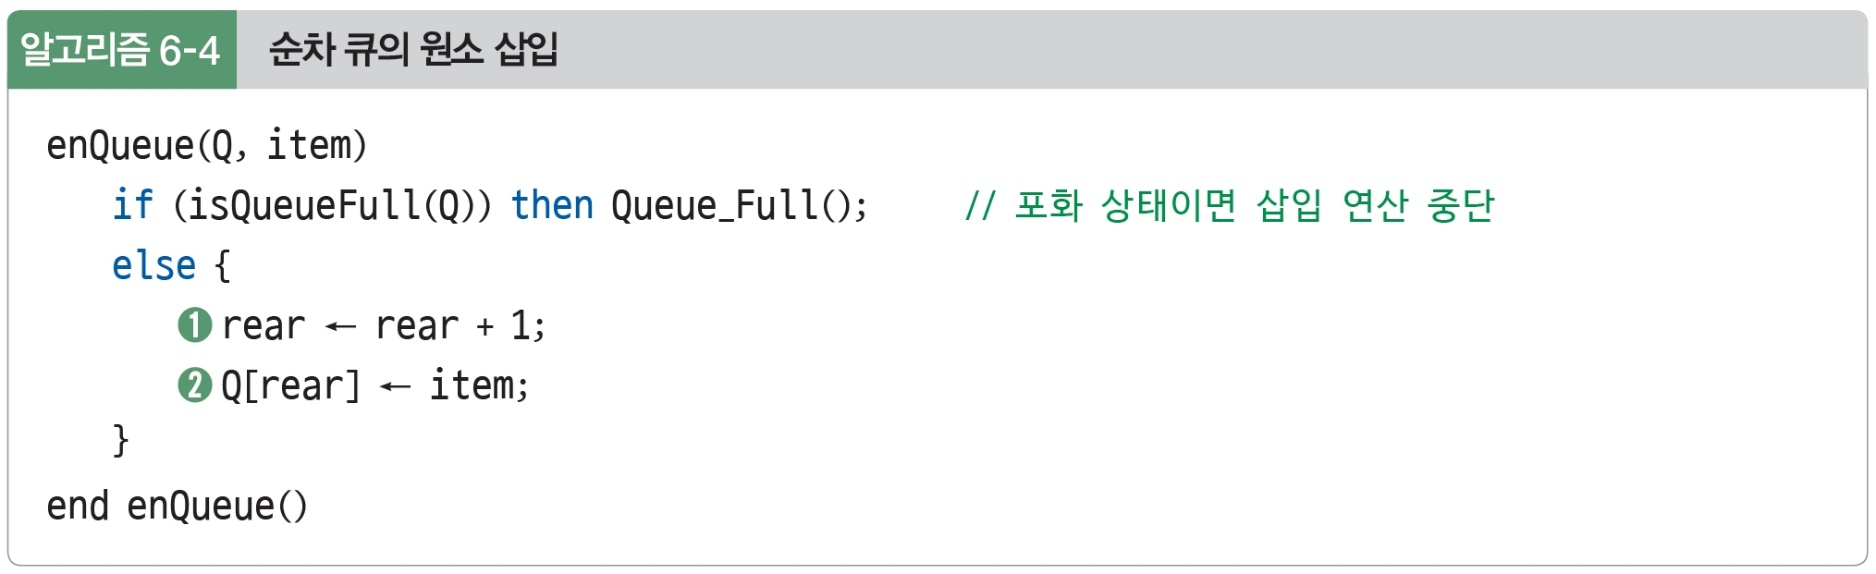 알고리즘 6-4 순차 큐의 원소 삽입
enQueue(Q, item)
if (isQueueFull(Q)) then Queue_Full(); // 포화 상태이면 삽입 연산 중단
else {
❶ rear ← rear + 1;
❷ Q[rear] ← item;
}
end enQueue()